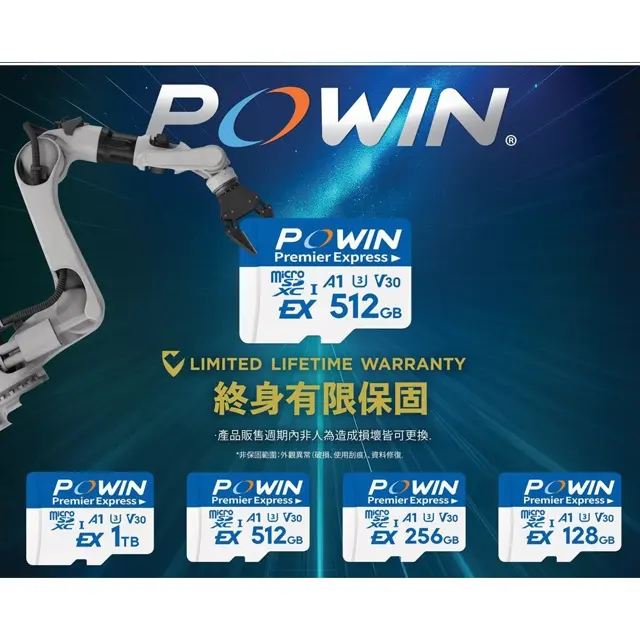 POWIN®
POWIN
Premier Express
micro SD XC I A1 U3 V30
EX 512GB
LIMITED LIFETIME WARRANTY
終身有限保固
·產品販售週期內非人為造成損壞皆可更換.
*非保固範圍:外觀異常(破損、使用刮痕)、資料修復.
POWIN
Premier Express
micro SD XC I A1 U3 V30
EX 1TB
POWIN
Premier Express
micro SD XC I A1 U3 V30
EX 512GB
POWIN
Premier Express
micro SD XC I A1 U3 V30
EX 256GB
POWIN
Premier Express
micro SD XC I A1 U3 V30
EX 128GB